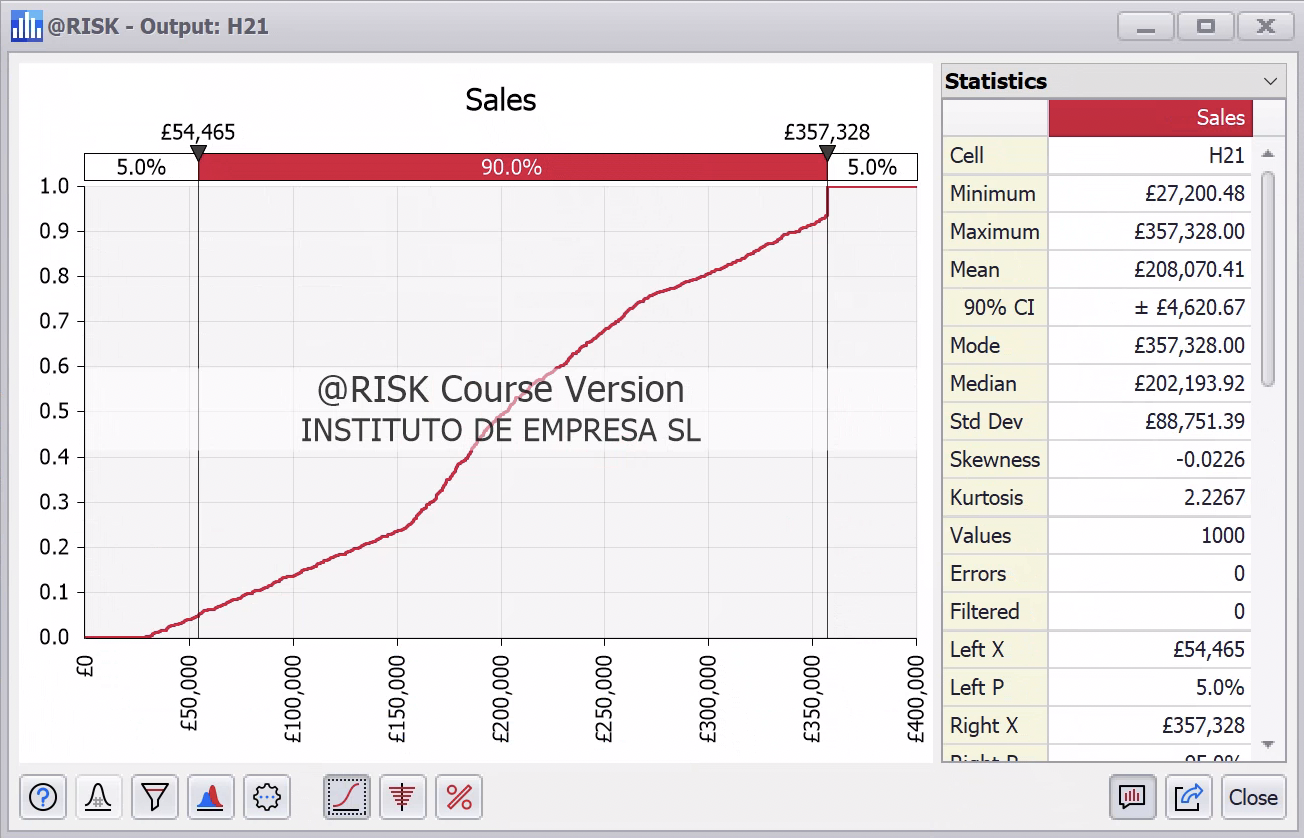 @RISK - Output: H21
Sales
£54,465
£357,328
5.0%
90.0%
5.0%
1.0
0.9
0.8
0.7
0.6
0.5
0.4
0.3
0.2
0.1
0.0
@RISK Course Version
INSTITUTO DE EMPRESA SL
£0
£50,000
£100,000
£150,000
£200,000
£250,000
£300,000
£350,000
£400,000
Statistics
Sales
Cell H21
Minimum £27,200.48
Maximum £357,328.00
Mean £208,070.41
90% CI ± £4,620.67
Mode £357,328.00
Median £202,193.92
Std Dev £88,751.39
Skewness -0.0226
Kurtosis 2.2267
Values 1000
Errors 0
Filtered 0
Left X £54,465
Left P 5.0%
Right X £357,328
Right P 95.0%
Close